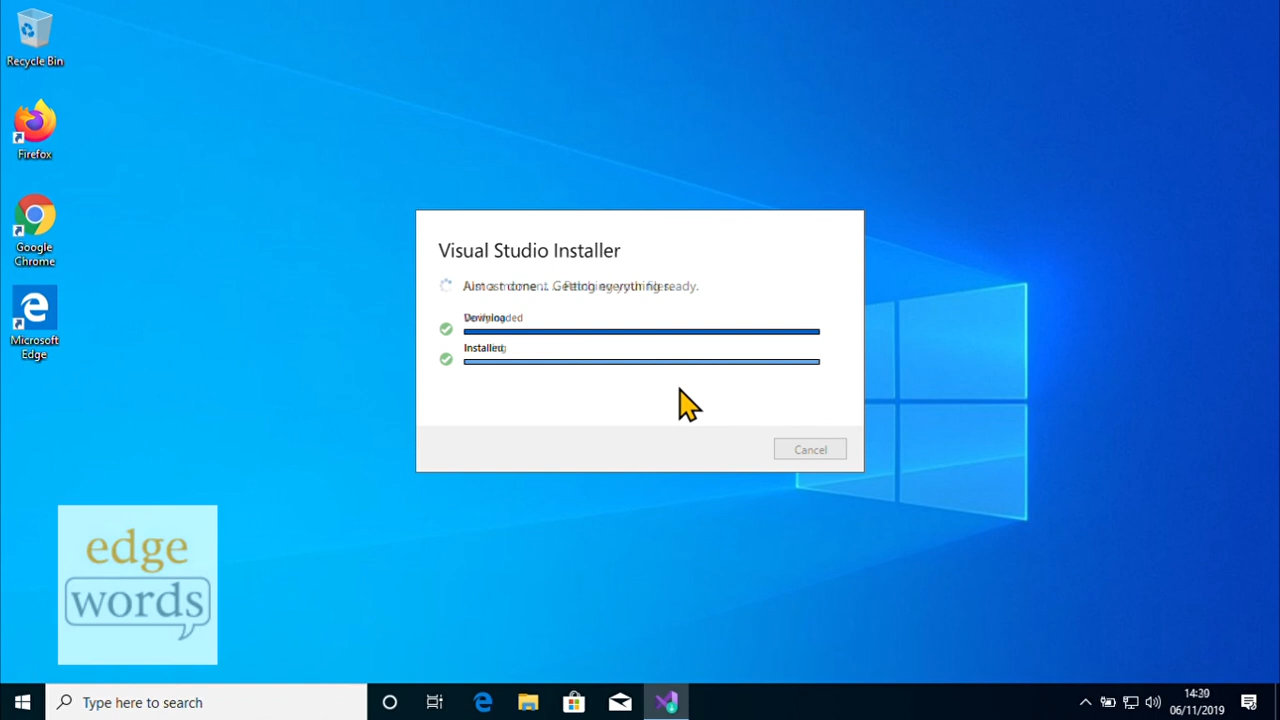 Recycle Bin
Firefox
Google
Chrome
Microsoft
Edge
Visual Studio Installer
Installed
Cancel
edge
words
Type here to search
14:39
06/11/2019